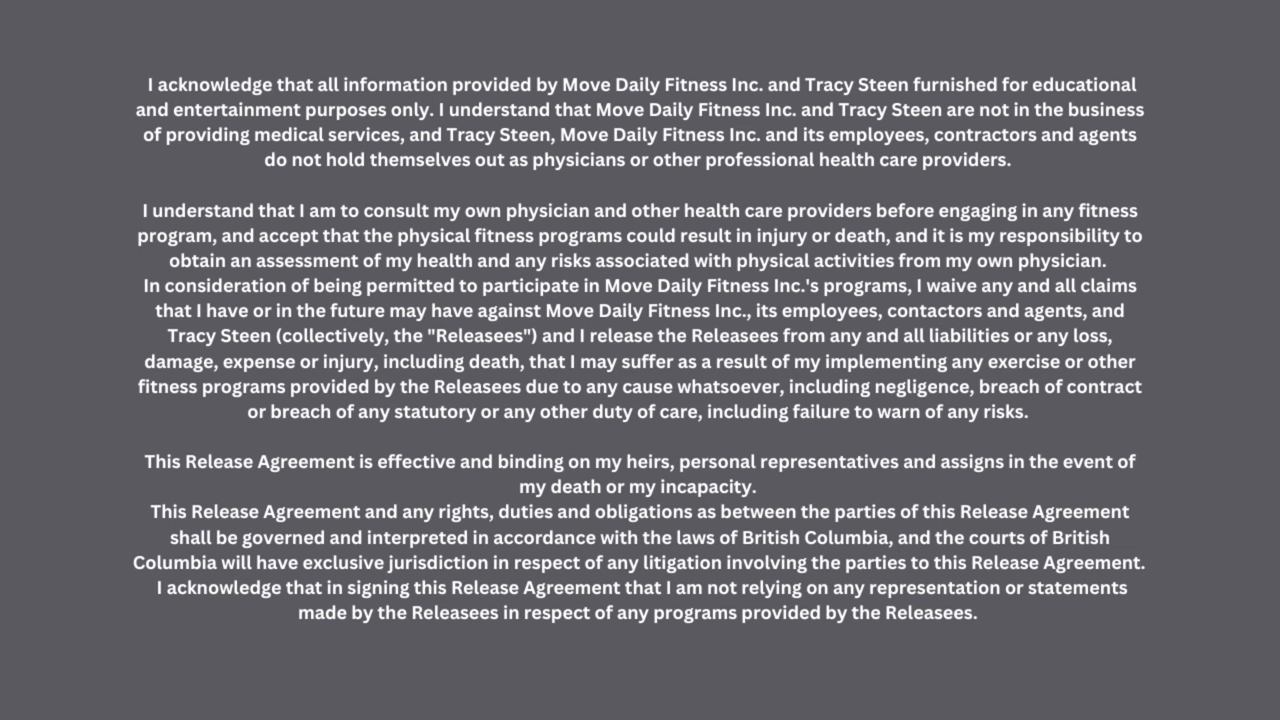 I acknowledge that all information provided by Move Daily Fitness Inc. and Tracy Steen furnished for educational
and entertainment purposes only. I understand that Move Daily Fitness Inc. and Tracy Steen are not in the business
of providing medical services, and Tracy Steen, Move Daily Fitness Inc. and its employees, contractors and agents
do not hold themselves out as physicians or other professional health care providers.
I understand that I am to consult my own physician and other health care providers before engaging in any fitness
program, and accept that the physical fitness programs could result in injury or death, and it is my responsibility to
obtain an assessment of my health and any risks associated with physical activities from my own physician.
In consideration of being permitted to participate in Move Daily Fitness Inc.'s programs, I waive any and all claims
that I have or in the future may have against Move Daily Fitness Inc., its employees, contactors and agents, and
Tracy Steen (collectively, the "Releasees") and I release the Releasees from any and all liabilities or any loss,
damage, expense or injury, including death, that I may suffer as a result of my implementing any exercise or other
fitness programs provided by the Releasees due to any cause whatsoever, including negligence, breach of contract
or breach of any statutory or any other duty of care, including failure to warn of any risks.
This Release Agreement is effective and binding on my heirs, personal representatives and assigns in the event of
my death or my incapacity.
This Release Agreement and any rights, duties and obligations as between the parties of this Release Agreement
shall be governed and interpreted in accordance with the laws of British Columbia, and the courts of British
Columbia will have exclusive jurisdiction in respect of any litigation involving the parties to this Release Agreement.
I acknowledge that in signing this Release Agreement that I am not relying on any representation or statements
made by the Releasees in respect of any programs provided by the Releasees.